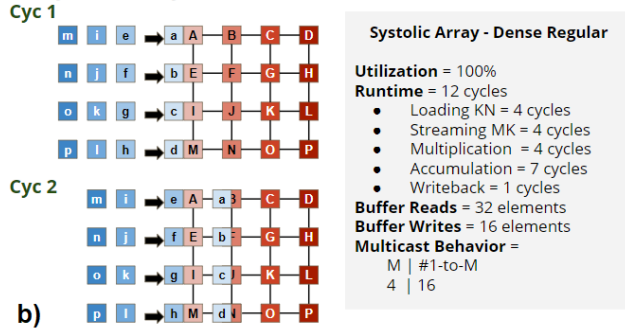 Cyc 1
m i e a A B C D
n j f b E F G H
o k g c I J K L
p l h d M N O P
Cyc 2
m i e A a B C D
n j f E b F G H
o k g I c J K L
p l h M d N O P
b)
Systolic Array - Dense Regular
Utilization = 100%
Runtime = 12 cycles
• Loading KN = 4 cycles
• Streaming MK = 4 cycles
• Multiplication = 4 cycles
• Accumulation = 7 cycles
• Writeback = 1 cycles
Buffer Reads = 32 elements
Buffer Writes = 16 elements
Multicast Behavior =
M | #1-to-M
4 | 16